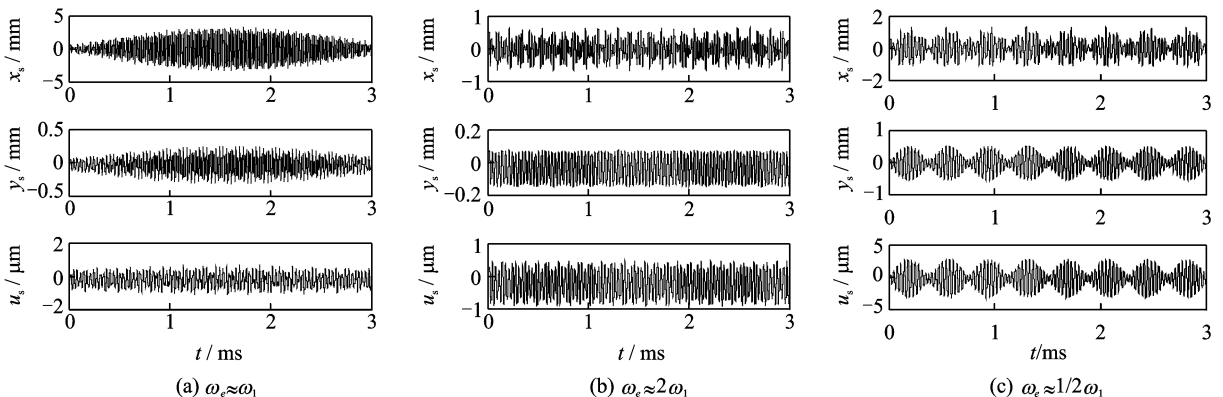 x_s / mm
5
0
−5
0 1 2 3
y_s / mm
0.5
0
−0.5
0 1 2 3
u_s / μm
2
0
−2
0 1 2 3
t / ms
(a) ω_e≈ω_1
x_s / mm
1
0
−1
0 1 2 3
y_s / mm
0.2
0
−0.2
0 1 2 3
u_s / μm
1
0
−1
0 1 2 3
t / ms
(b) ω_e≈2ω_1
x_s / mm
2
0
−2
0 1 2 3
y_s / mm
1
0
−1
0 1 2 3
u_s / μm
5
0
−5
0 1 2 3
t/ms
(c) ω_e≈1/2ω_1